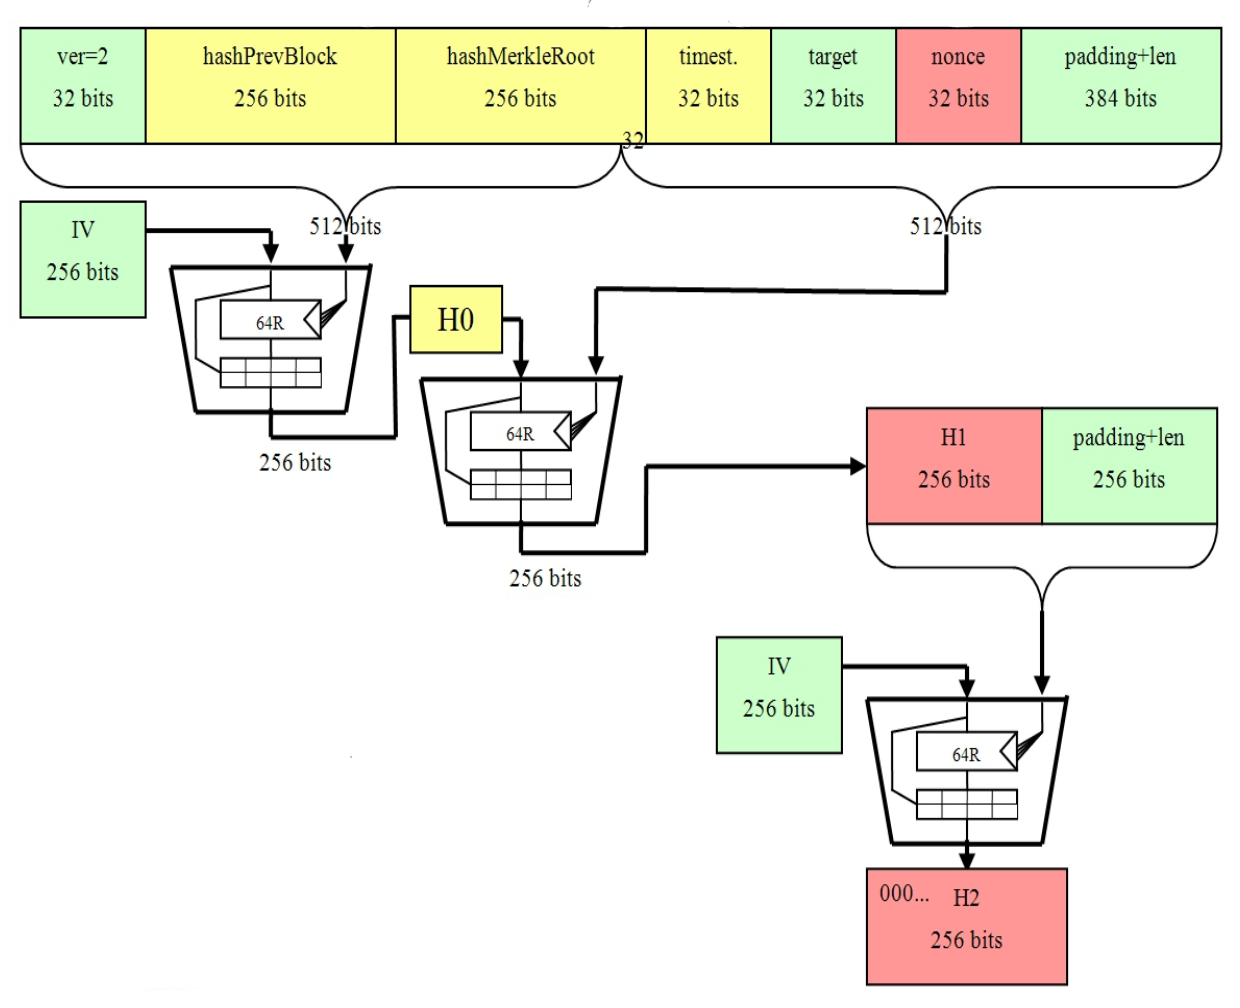 ver=2 hashPrevBlock hashMerkleRoot timest. target nonce padding+len
32 bits 256 bits 256 bits 32 bits 32 bits 32 bits 384 bits
32
512 bits 512 bits
IV
256 bits
64R
H0
256 bits
64R
256 bits
H1 padding+len
256 bits 256 bits
IV
256 bits
64R
000... H2
256 bits